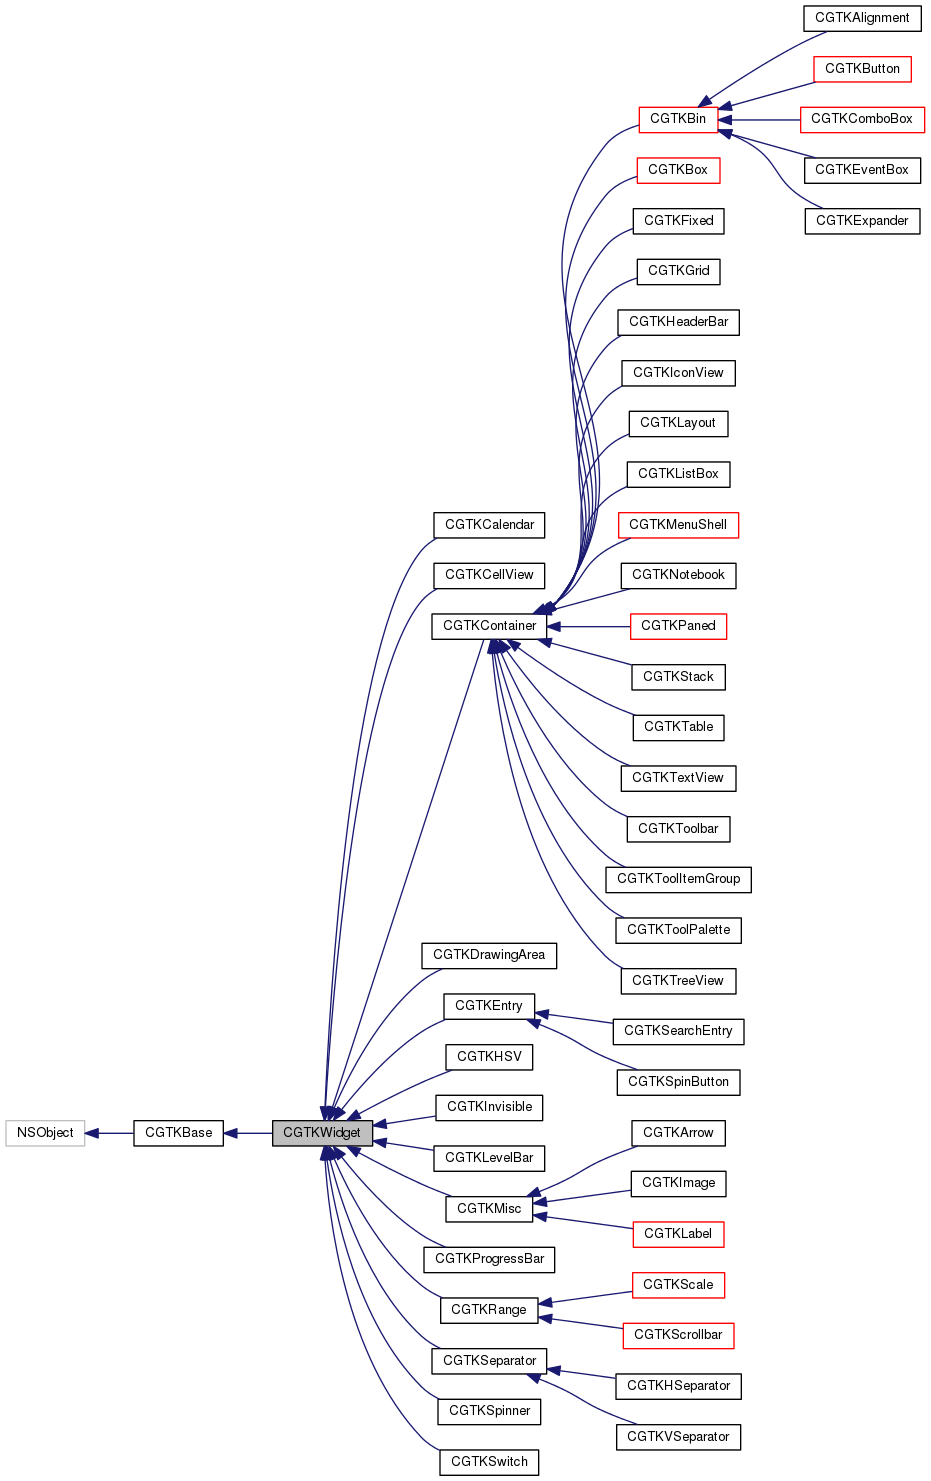 CGTKAlignment
CGTKButton
CGTKBin
CGTKComboBox
CGTKBox
CGTKEventBox
CGTKFixed
CGTKExpander
CGTKGrid
CGTKHeaderBar
CGTKIconView
CGTKLayout
CGTKListBox
CGTKCalendar
CGTKMenuShell
CGTKCellView
CGTKNotebook
CGTKContainer
CGTKPaned
CGTKStack
CGTKTable
CGTKTextView
CGTKToolbar
CGTKToolItemGroup
CGTKToolPalette
CGTKDrawingArea
CGTKTreeView
CGTKEntry
CGTKSearchEntry
CGTKHSV
CGTKSpinButton
CGTKInvisible
NSObject
CGTKBase
CGTKWidget
CGTKArrow
CGTKLevelBar
CGTKImage
CGTKMisc
CGTKLabel
CGTKProgressBar
CGTKScale
CGTKRange
CGTKScrollbar
CGTKSeparator
CGTKHSeparator
CGTKSpinner
CGTKVSeparator
CGTKSwitch